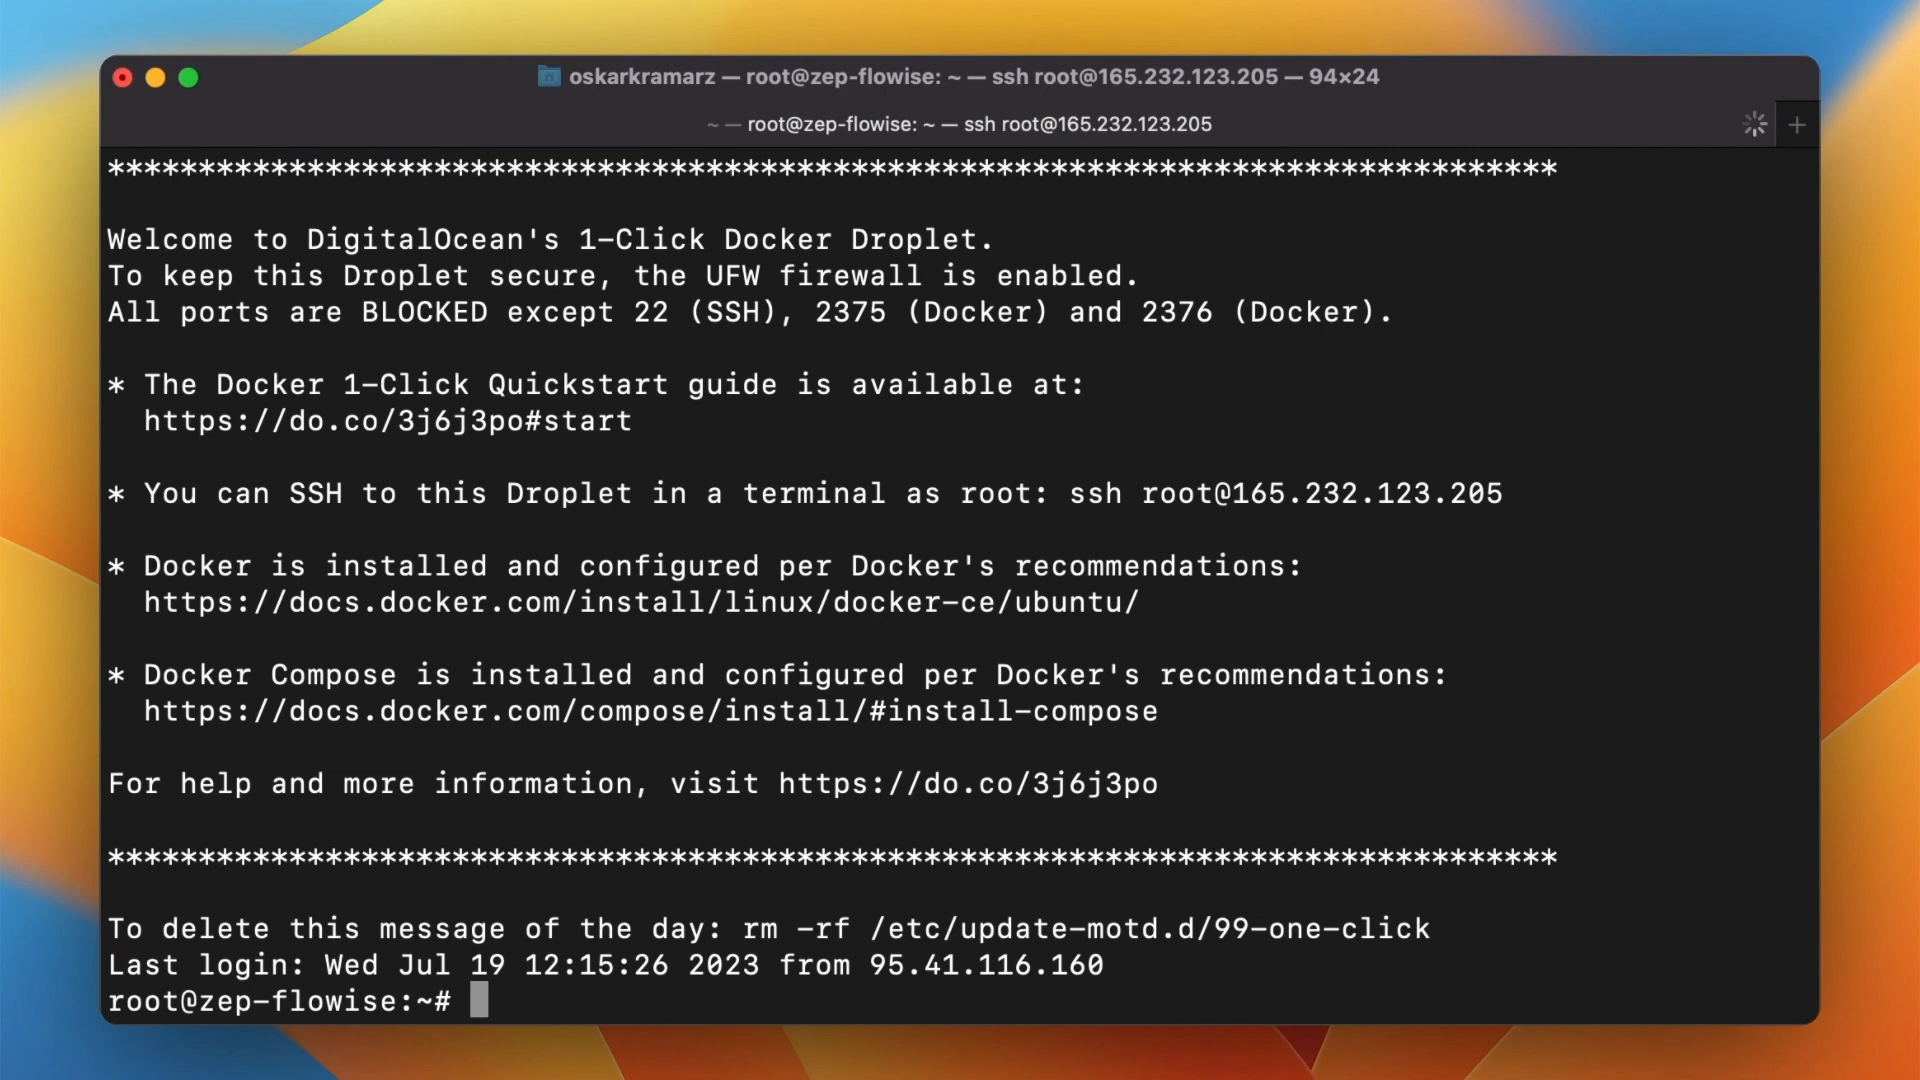 oskarkramarz — root@zep-flowise: ~ — ssh root@165.232.123.205 — 94×24
~ — root@zep-flowise: ~ — ssh root@165.232.123.205
********************************************************************************
Welcome to DigitalOcean's 1-Click Docker Droplet.
To keep this Droplet secure, the UFW firewall is enabled.
All ports are BLOCKED except 22 (SSH), 2375 (Docker) and 2376 (Docker).
* The Docker 1-Click Quickstart guide is available at:
https://do.co/3j6j3po#start
* You can SSH to this Droplet in a terminal as root: ssh root@165.232.123.205
* Docker is installed and configured per Docker's recommendations:
https://docs.docker.com/install/linux/docker-ce/ubuntu/
* Docker Compose is installed and configured per Docker's recommendations:
https://docs.docker.com/compose/install/#install-compose
For help and more information, visit https://do.co/3j6j3po
********************************************************************************
To delete this message of the day: rm -rf /etc/update-motd.d/99-one-click
Last login: Wed Jul 19 12:15:26 2023 from 95.41.116.160
root@zep-flowise:~#